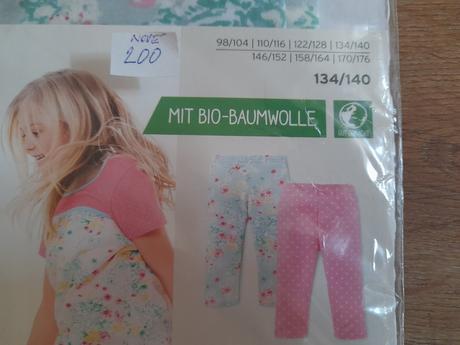 NOVÉ
200
98/104 | 110/116 | 122/128 | 134/140
146/152 | 158/164 | 170/176
134/140
MIT BIO-BAUMWOLLE